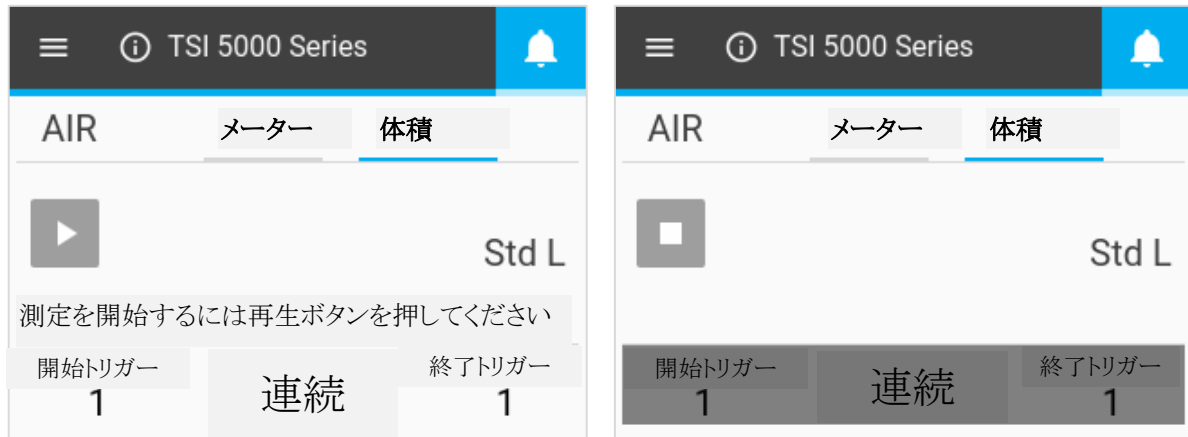 TSI 5000 Series
AIR メーター 体積
Std L
測定を開始するには再生ボタンを押してください
開始トリガー 連続 終了トリガー
1 1
TSI 5000 Series
AIR メーター 体積
Std L
開始トリガー 連続 終了トリガー
1 1